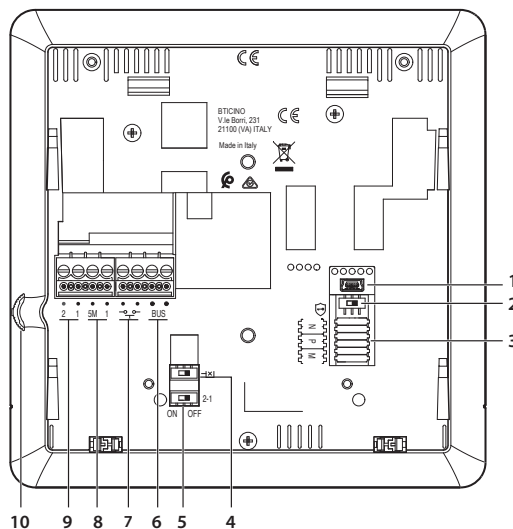 CE
BTICINO
V.le Borri, 231
21100 (VA) ITALY
CE
Made in Italy
1
2
3
N
P
M
2 1 5M 1 BUS
2-1
ON OFF
10 9 8 7 6 5 4